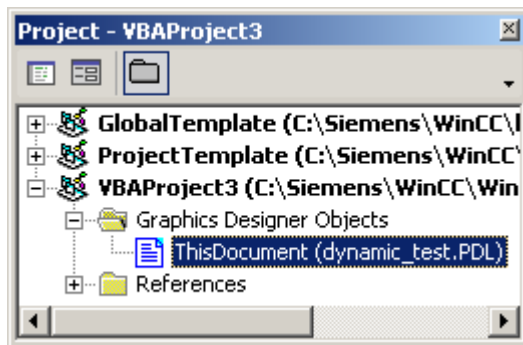 Project - VBAProject3
GlobalTemplate (C:\Siemens\WinCC\
ProjectTemplate (C:\Siemens\WinCC\
VBAProject3 (C:\Siemens\WinCC\Win
Graphics Designer Objects
ThisDocument (dynamic_test.PDL)
References